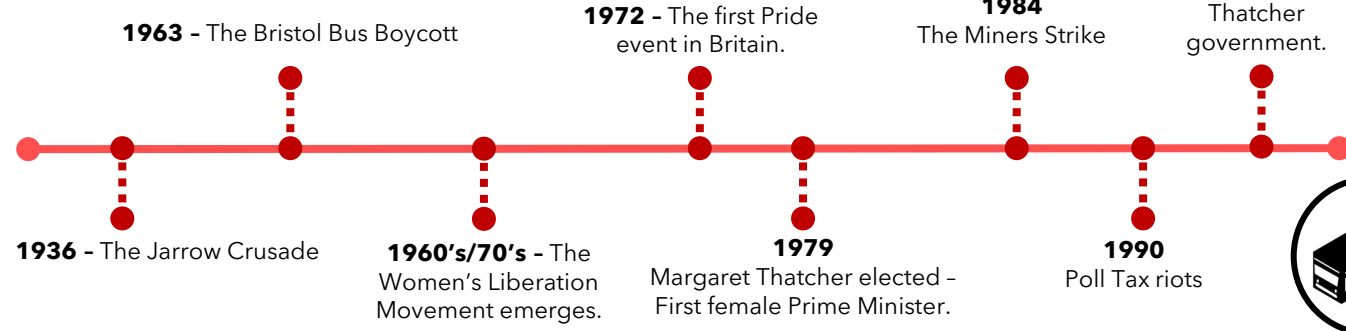 1963 – The Bristol Bus Boycott
1972 – The first Pride
event in Britain.
1984
The Miners Strike
Thatcher
government.
1936 – The Jarrow Crusade
1960’s/70’s – The
Women’s Liberation
Movement emerges.
1979
Margaret Thatcher elected –
First female Prime Minister.
1990
Poll Tax riots